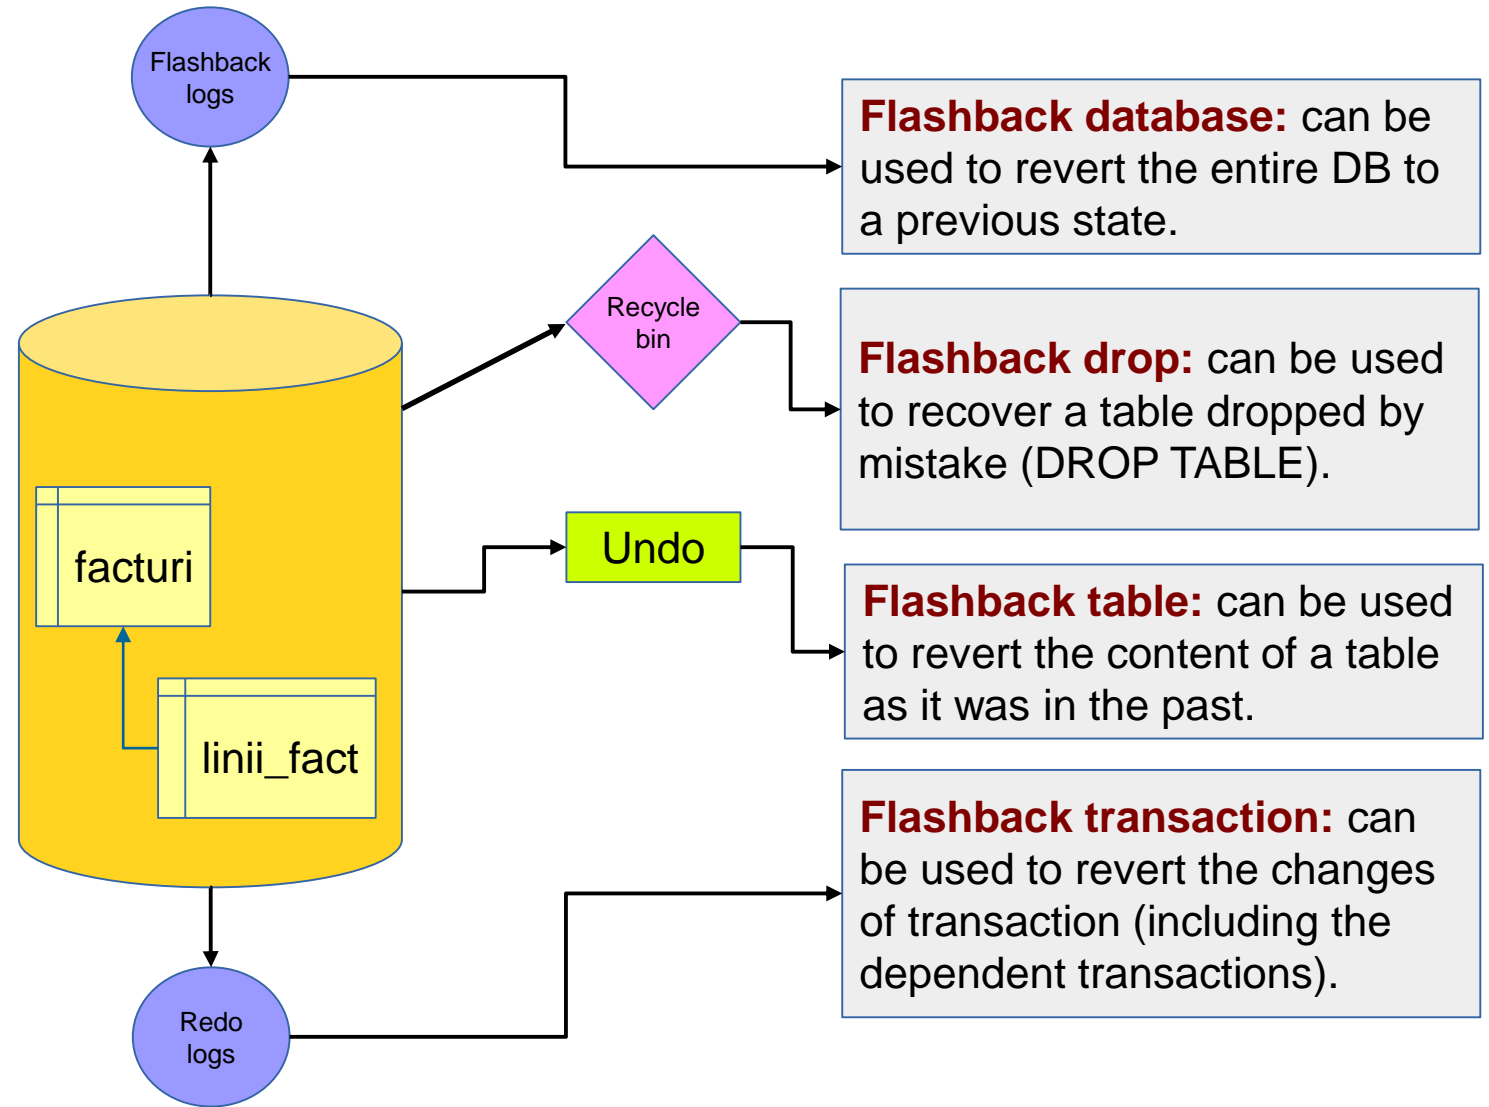 Flashback
logs
Flashback database: can be
used to revert the entire DB to
a previous state.
Recycle
bin
Flashback drop: can be used
to recover a table dropped by
mistake (DROP TABLE).
facturi
Undo
Flashback table: can be used
to revert the content of a table
as it was in the past.
linii_fact
Flashback transaction: can
be used to revert the changes
of transaction (including the
dependent transactions).
Redo
logs